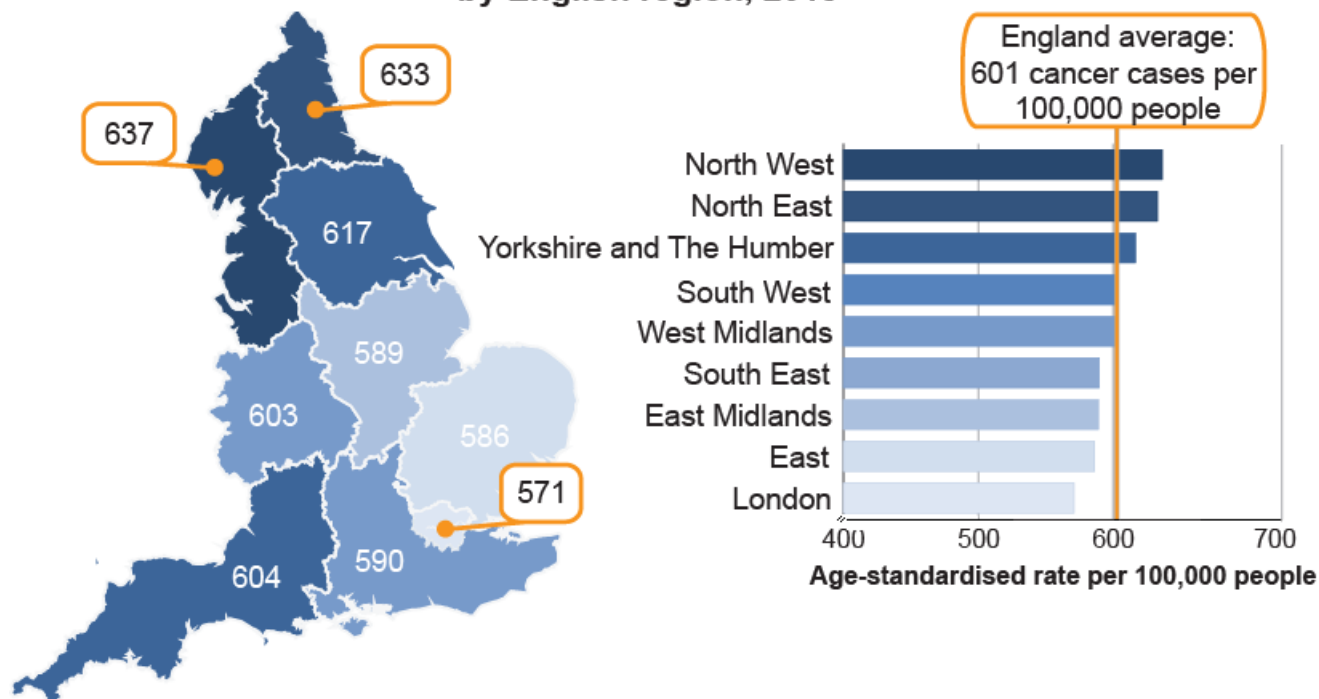 633
637
617
589
603
586
571
590
604
England average:
601 cancer cases per
100,000 people
North West
North East
Yorkshire and The Humber
South West
West Midlands
South East
East Midlands
East
London
400 500 600 700
Age-standardised rate per 100,000 people